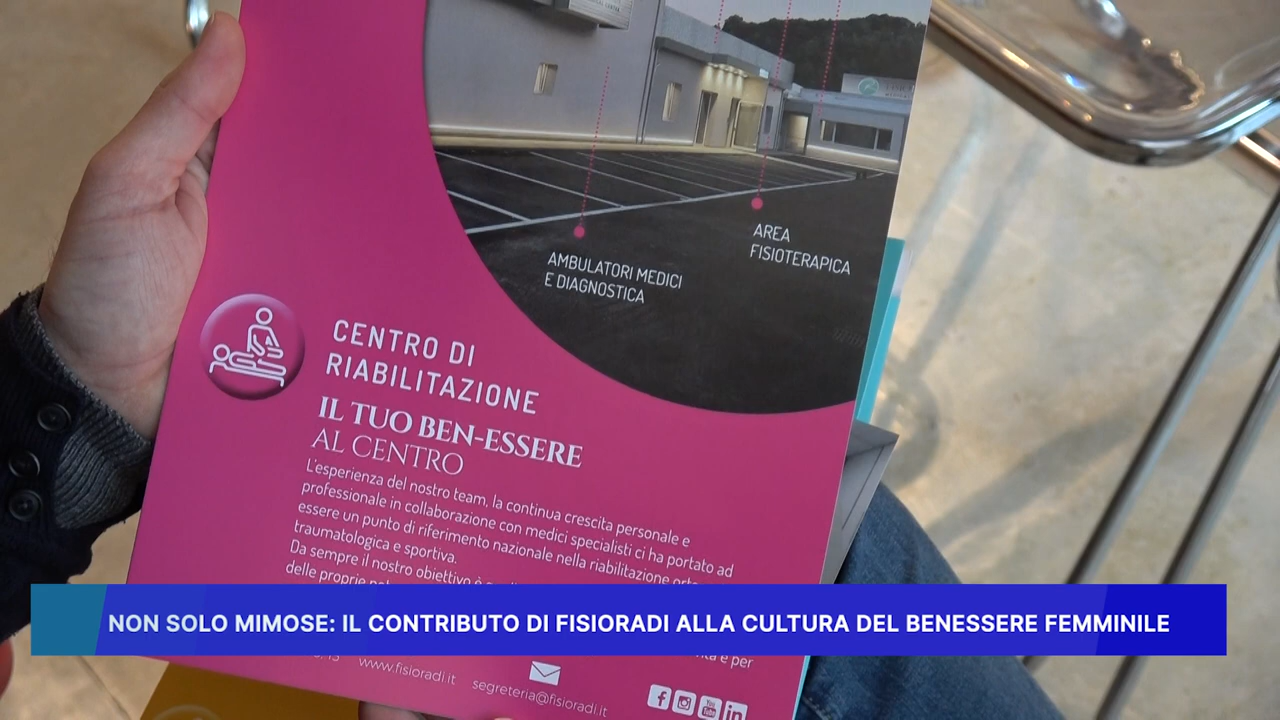 AREA
FISIOTERAPICA
AMBULATORI MEDICI
E DIAGNOSTICA
CENTRO DI
RIABILITAZIONE
IL TUO BEN-ESSERE
AL CENTRO
L'esperienza del nostro team, la continua crescita personale e
professionale in collaborazione con medici specialisti ci ha portato ad
essere un punto di riferimento nazionale nella riabilitazione
traumatologica e sportiva.
Da sempre il nostro obiettivo è
delle proprie
NON SOLO MIMOSE: IL CONTRIBUTO DI FISIORADI ALLA CULTURA DEL BENESSERE FEMMINILE
e per
www.fisioradi.it
segreteria@fisioradi.it